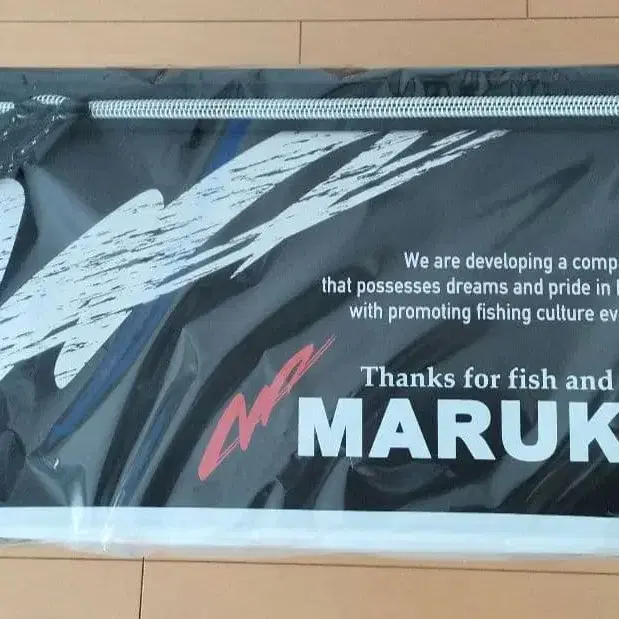 We are developing a comp
that possesses dreams and pride in
with promoting fishing culture ev
Thanks for fish and
MARUK